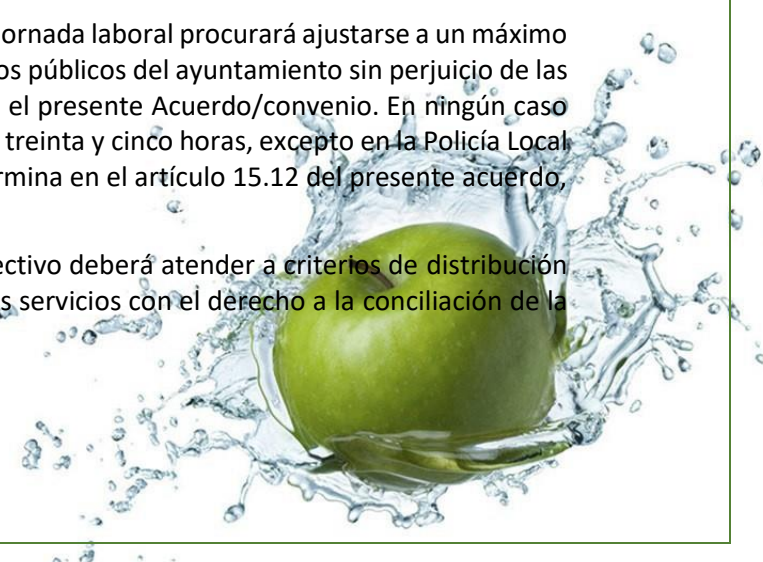 ornada laboral procurará ajustarse a un máximo
os públicos del ayuntamiento sin perjuicio de las
el presente Acuerdo/convenio. En ningún caso
treinta y cinco horas, excepto en la Policía Local
rmina en el artículo 15.12 del presente acuerdo,
ectivo deberá atender a criterios de distribución
s servicios con el derecho a la conciliación de la